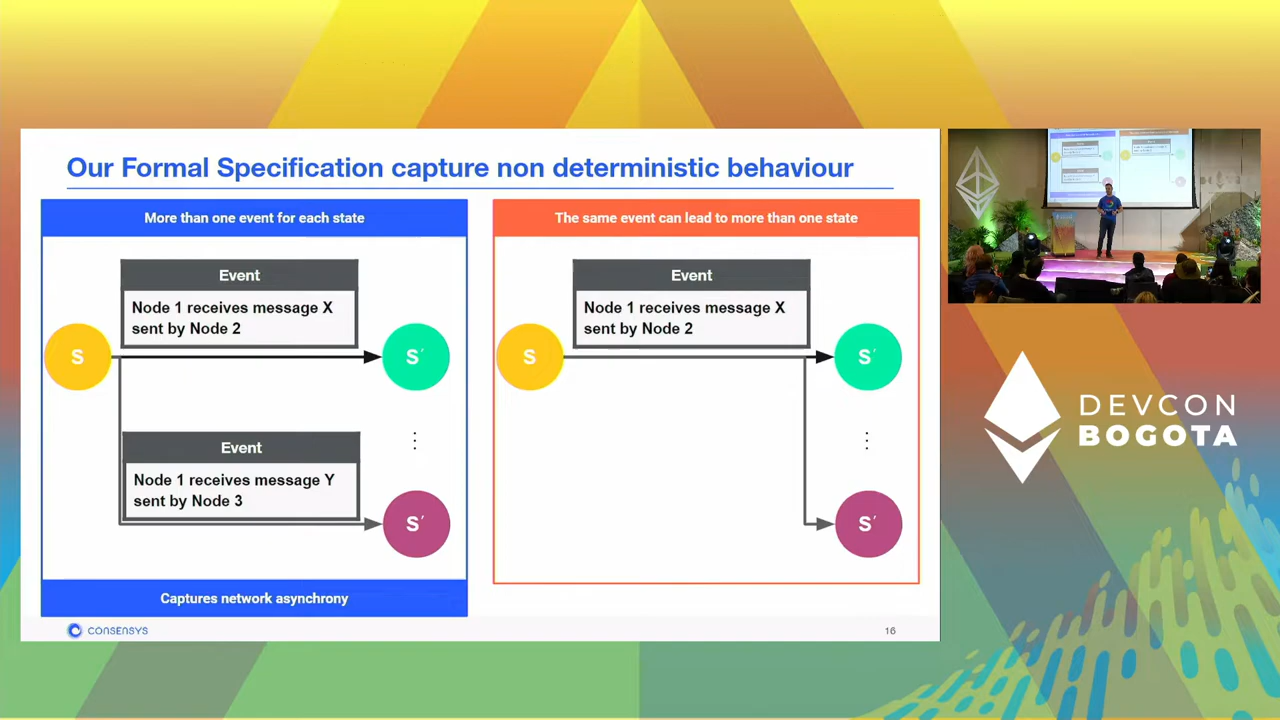 Our Formal Specification capture non deterministic behaviour
More than one event for each state
Event
Node 1 receives message X
sent by Node 2
S
S´
Event
Node 1 receives message Y
sent by Node 3
S´
Captures network asynchrony
The same event can lead to more than one state
Event
Node 1 receives message X
sent by Node 2
S
S´
S´
CONSENSYS
16
DEVCON
BOGOTA